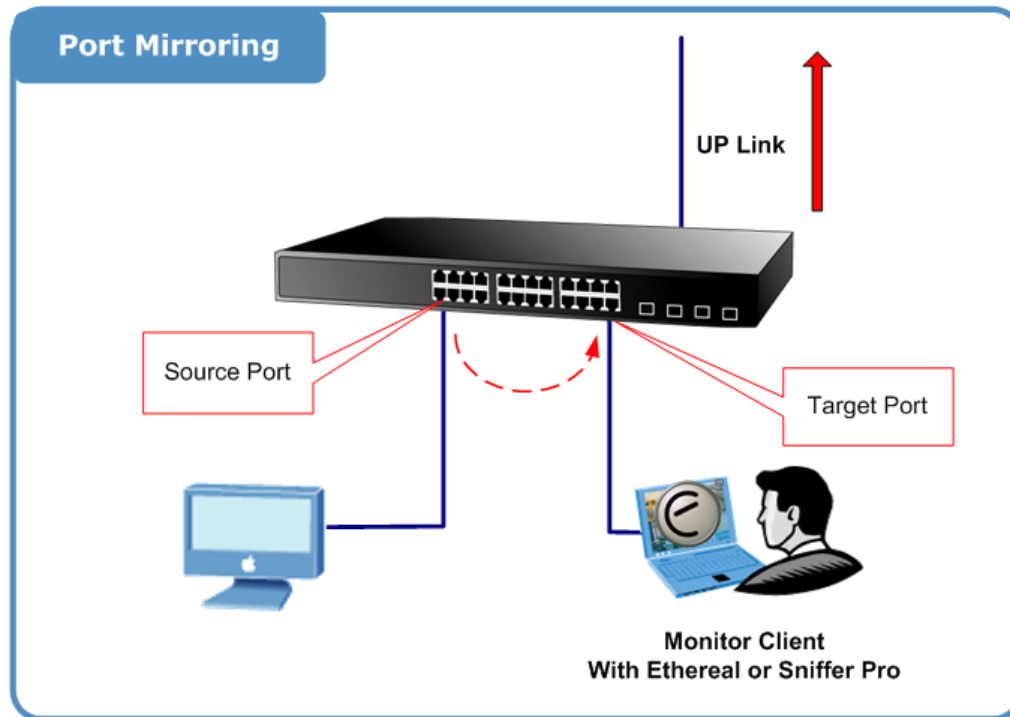 Port Mirroring
UP Link
Source Port
Target Port
Monitor Client
With Ethereal or Sniffer Pro